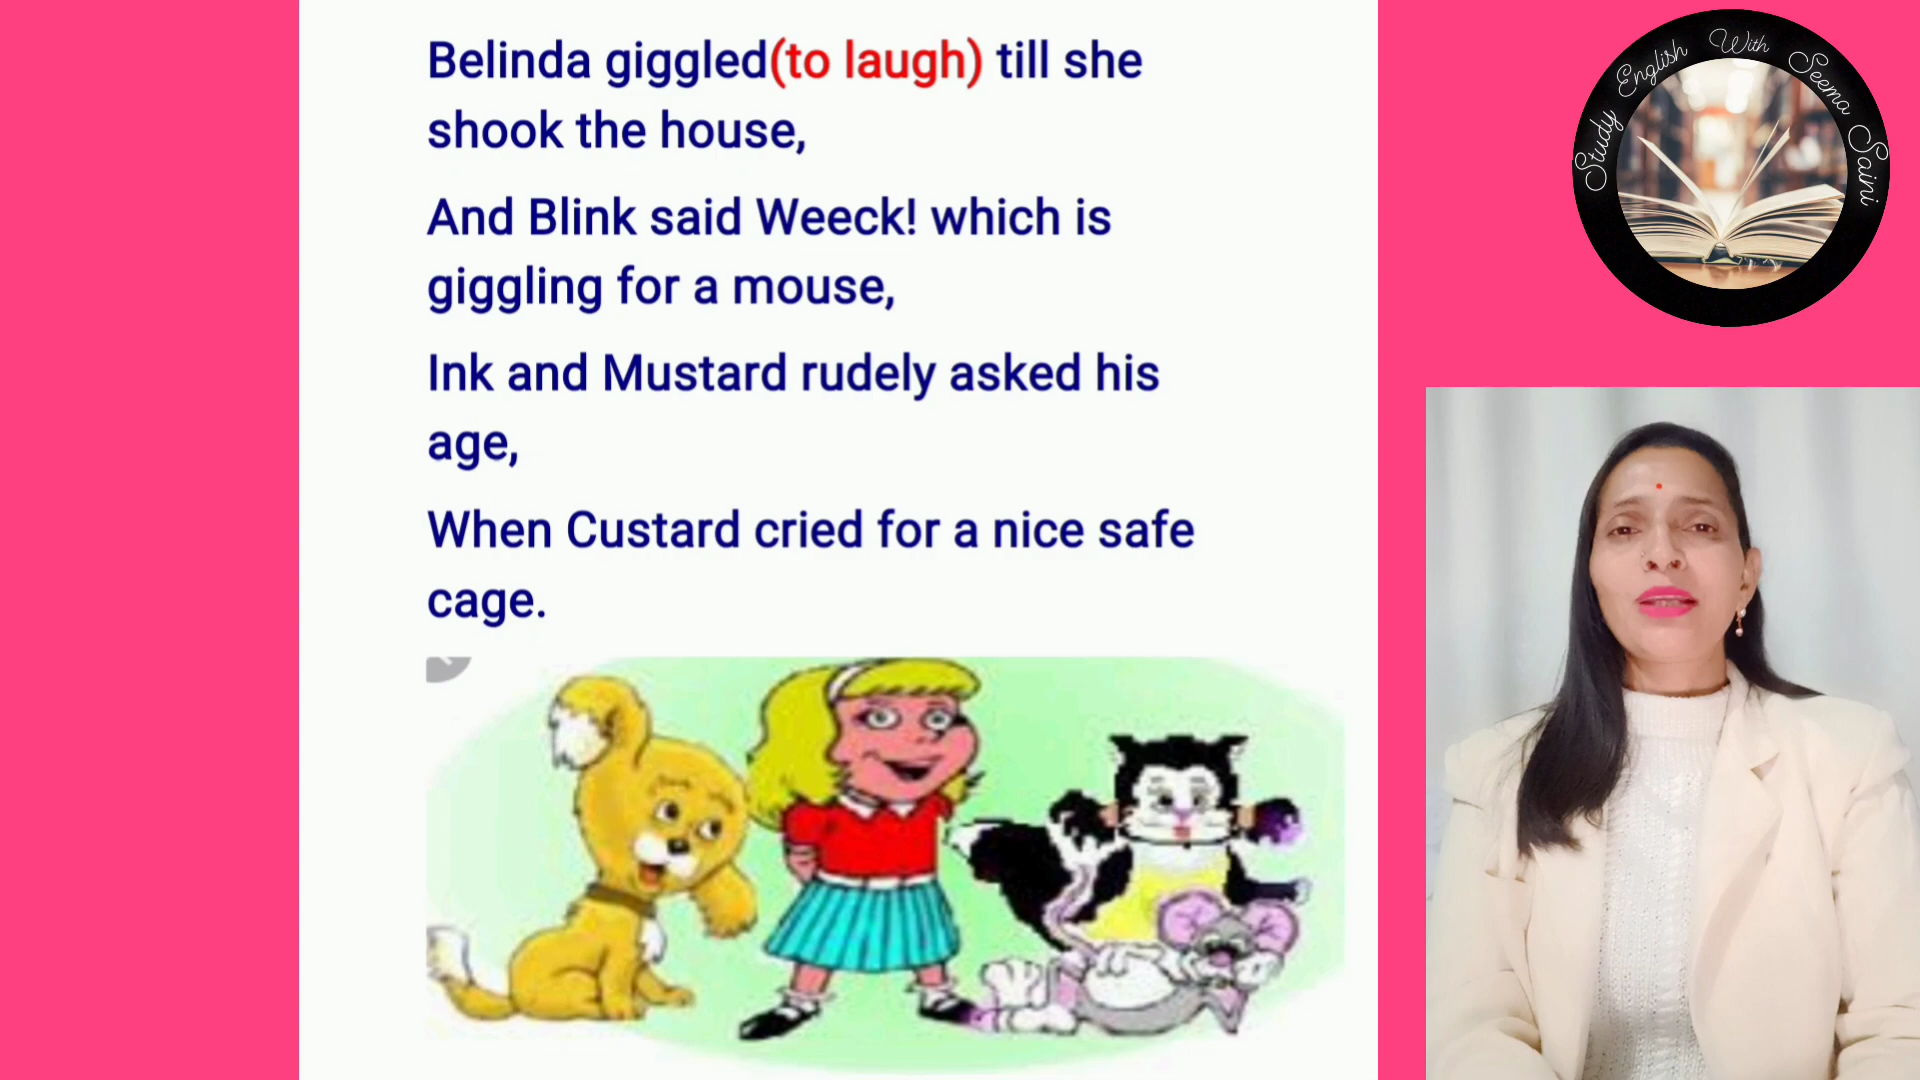 Belinda giggled(to laugh) till she
shook the house,
And Blink said Weeck! which is
giggling for a mouse,
Ink and Mustard rudely asked his
age,
When Custard cried for a nice safe
cage.
Study English With Seema Saini